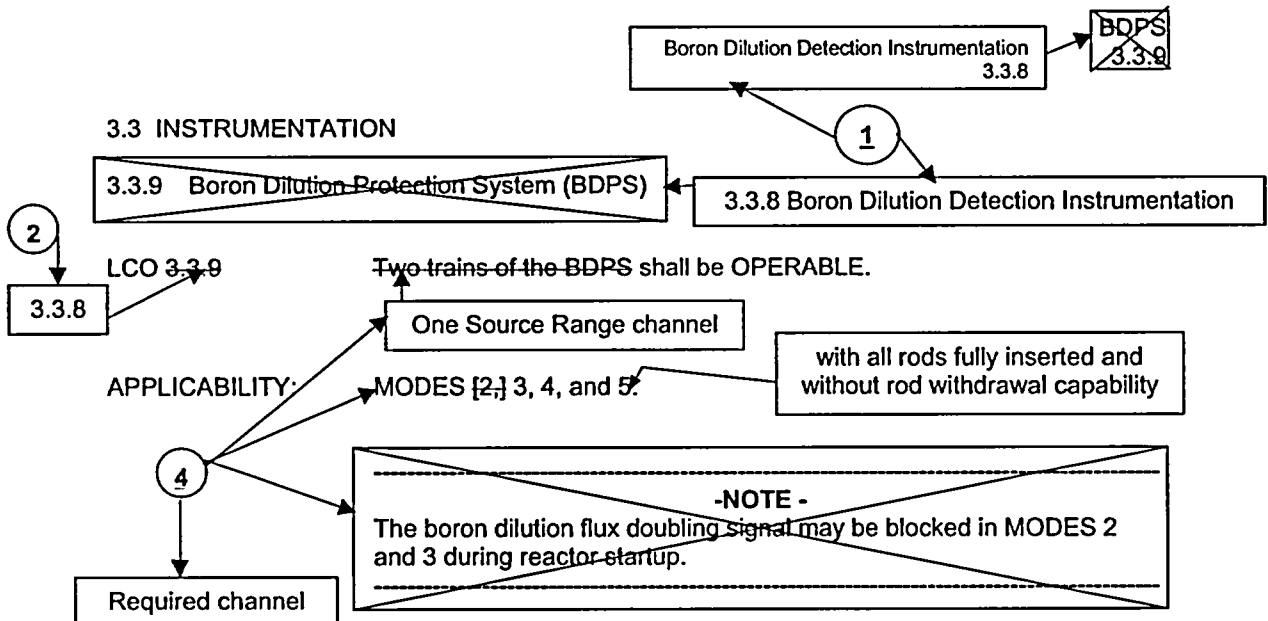 Boron Dilution Detection Instrumentation
3.3.8
BDPS
3.3.9
3.3 INSTRUMENTATION
1
3.3.9 Boron Dilution Protection System (BDPS)
3.3.8 Boron Dilution Detection Instrumentation
2
LCO 3.3.9 Two trains of the BDPS shall be OPERABLE.
3.3.8
One Source Range channel
with all rods fully inserted and
without rod withdrawal capability
APPLICABILITY: MODES [2,] 3, 4, and 5.
4
-NOTE -
The boron dilution flux doubling signal may be blocked in MODES 2
and 3 during reactor startup.
Required channel